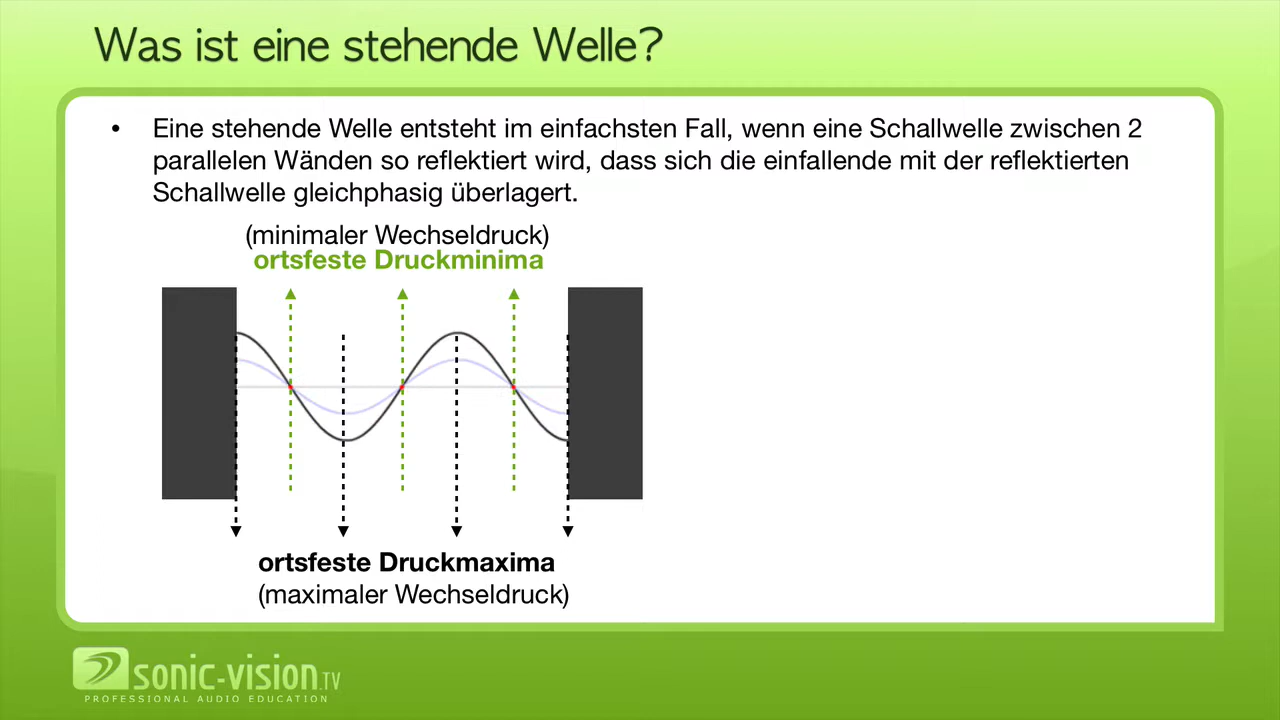 Was ist eine stehende Welle?
• Eine stehende Welle entsteht im einfachsten Fall, wenn eine Schallwelle zwischen 2
parallelen Wänden so reflektiert wird, dass sich die einfallende mit der reflektierten
Schallwelle gleichphasig überlagert.
(minimaler Wechseldruck)
ortsfeste Druckminima
ortsfeste Druckmaxima
(maximaler Wechseldruck)
sonic-vision.TV
PROFESSIONAL AUDIO EDUCATION